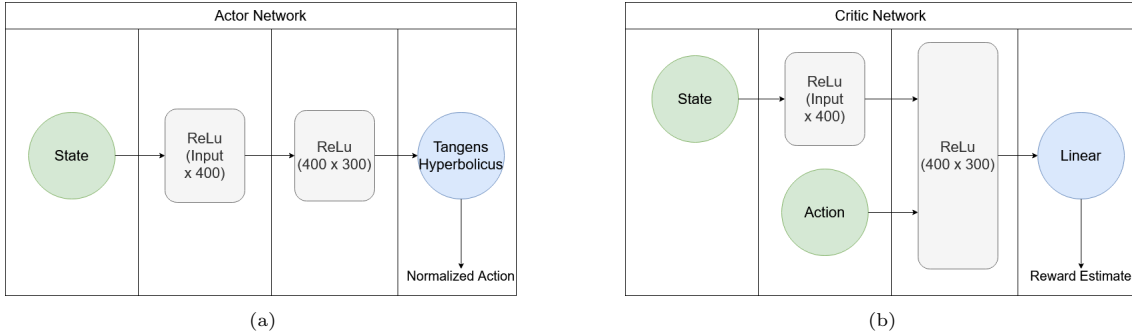 Actor Network
State
ReLu
(Input
x 400)
ReLu
(400 x 300)
Tangens
Hyperbolicus
Normalized Action
(a)
Critic Network
State
ReLu
(Input
x 400)
Action
ReLu
(400 x 300)
Linear
Reward Estimate
(b)